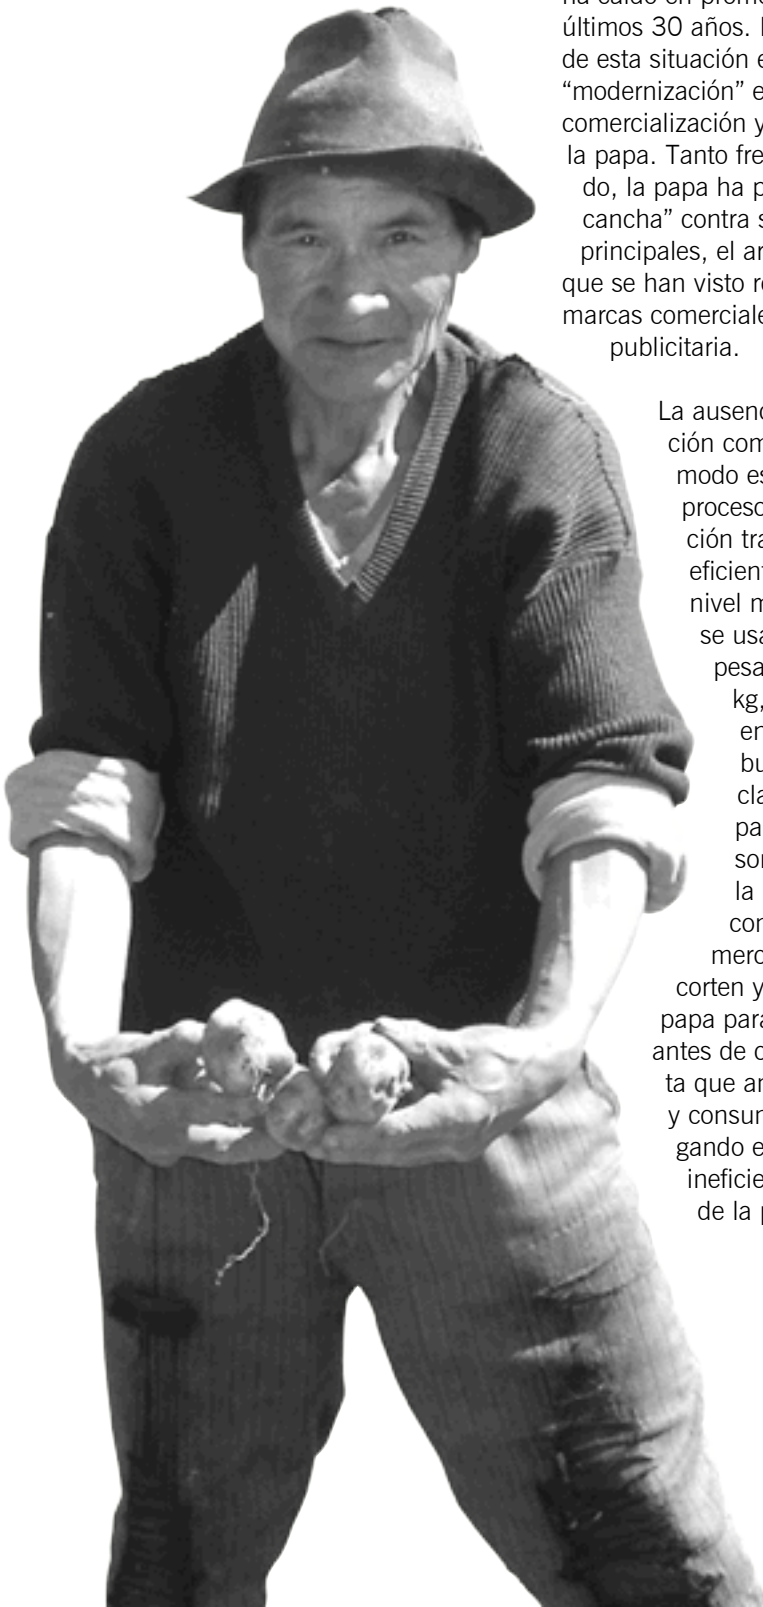 ha caído en prome
últimos 30 años.
de esta situación e
“modernización” e
comercialización y
la papa. Tanto fre
do, la papa ha p
cancha” contra s
principales, el ar
que se han visto re
marcas comerciale
publicitaria.
La ausenc
ción com
modo es
proceso
ción tra
eficient
nivel m
se usa
pesa
kg,
en
bu
cla
pa
sor
la
con
merc
corten y
papa para
antes de c
ta que ar
y consum
gando e
ineficie
de la p